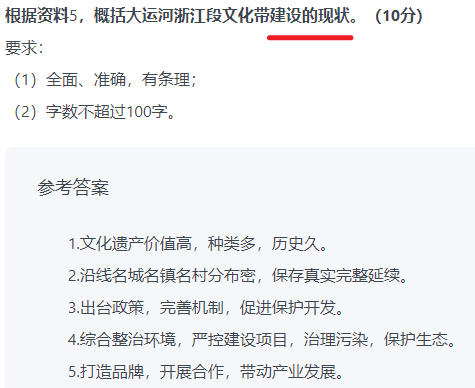 根据资料5，概括大运河浙江段文化带建设的现状。（10分）
要求：
（1）全面、准确，有条理；
（2）字数不超过100字。
参考答案
1.文化遗产价值高，种类多，历史久。
2.沿线名城名镇名村分布密，保存真实完整延续。
3.出台政策，完善机制，促进保护开发。
4.综合整治环境，严控建设项目，治理污染，保护生态。
5.打造品牌，开展合作，带动产业发展。